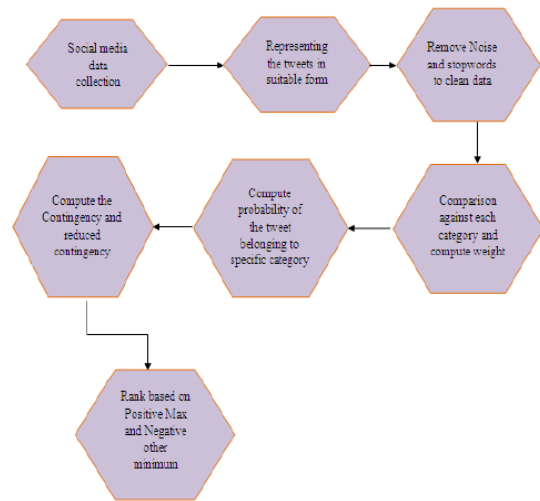 Social media
data
collection
Representing
the tweets in
suitable form
Remove Noise
and stopwords
to clean data
Comparison
against each
category and
compute weight
Compute
probability of
the tweet
belonging to
specific category
Compute the
Contingency and
reduced
contingency
Rank based on
Positive Max
and Negative
other
minimum